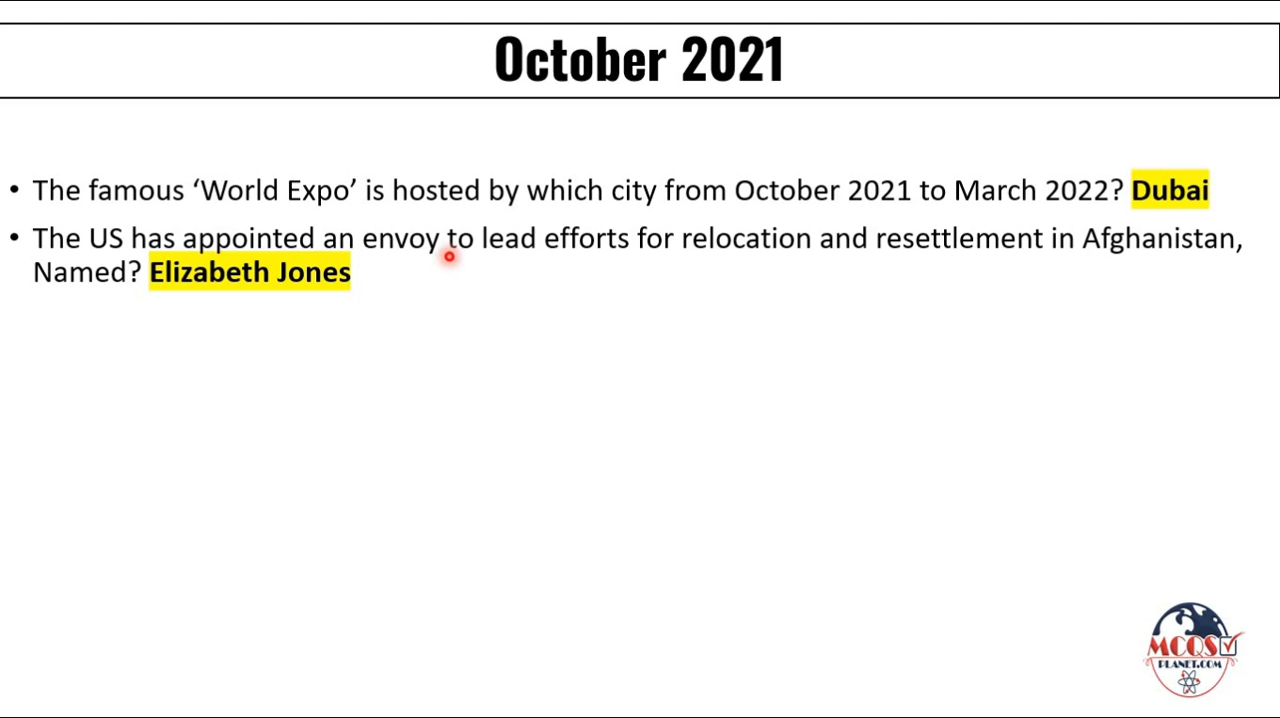 October 2021
• The famous ‘World Expo’ is hosted by which city from October 2021 to March 2022? Dubai
• The US has appointed an envoy to lead efforts for relocation and resettlement in Afghanistan,
Named? Elizabeth Jones
MCQS
PLANET.COM